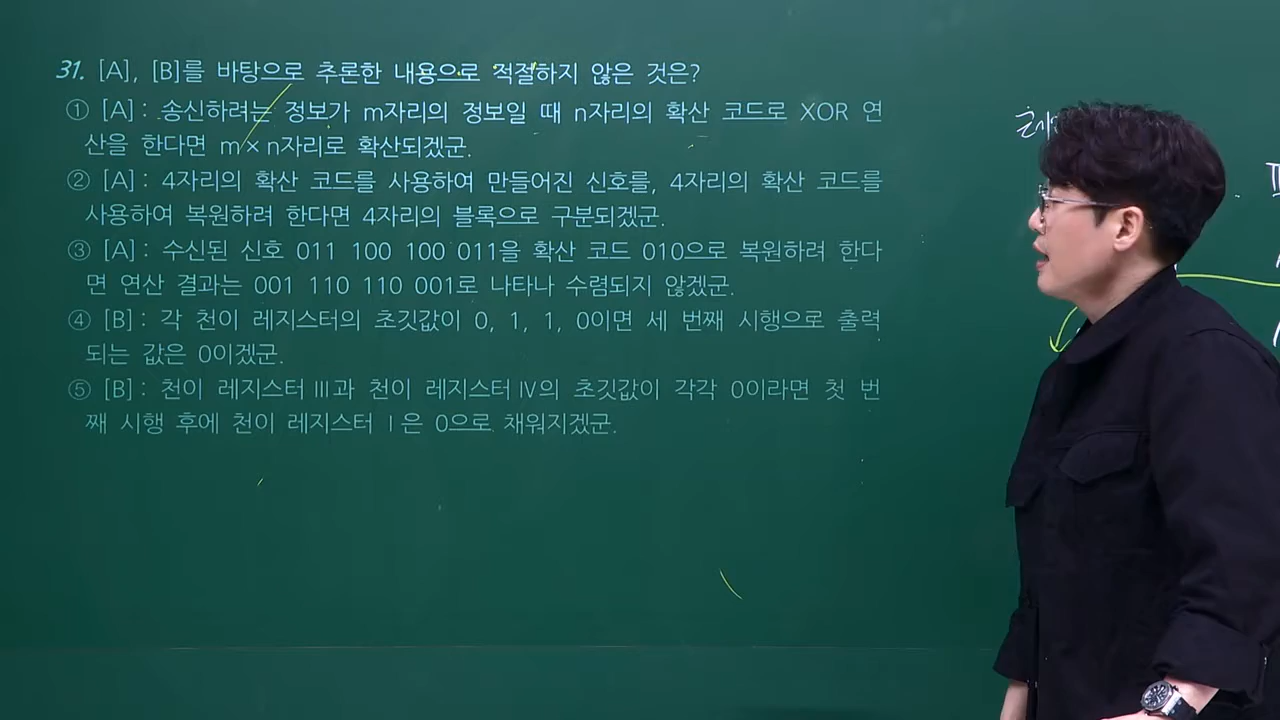 31. [A], [B]를 바탕으로 추론한 내용으로 적절하지 않은 것은?
① [A] : 송신하려는 정보가 m자리의 정보일 때 n자리의 확산 코드로 XOR 연
산을 한다면 m×n자리로 확산되겠군.
② [A] : 4자리의 확산 코드를 사용하여 만들어진 신호를, 4자리의 확산 코드를
사용하여 복원하려 한다면 4자리의 블록으로 구분되겠군.
③ [A] : 수신된 신호 011 100 100 011을 확산 코드 010으로 복원하려 한다
면 연산 결과는 001 110 110 001로 나타나 수렴되지 않겠군.
④ [B] : 각 천이 레지스터의 초깃값이 0, 1, 1, 0이면 세 번째 시행으로 출력
되는 값은 0이겠군.
⑤ [B] : 천이 레지스터 Ⅲ과 천이 레지스터 Ⅳ의 초깃값이 각각 0이라면 첫 번
째 시행 후에 천이 레지스터 Ⅰ은 0으로 채워지겠군.